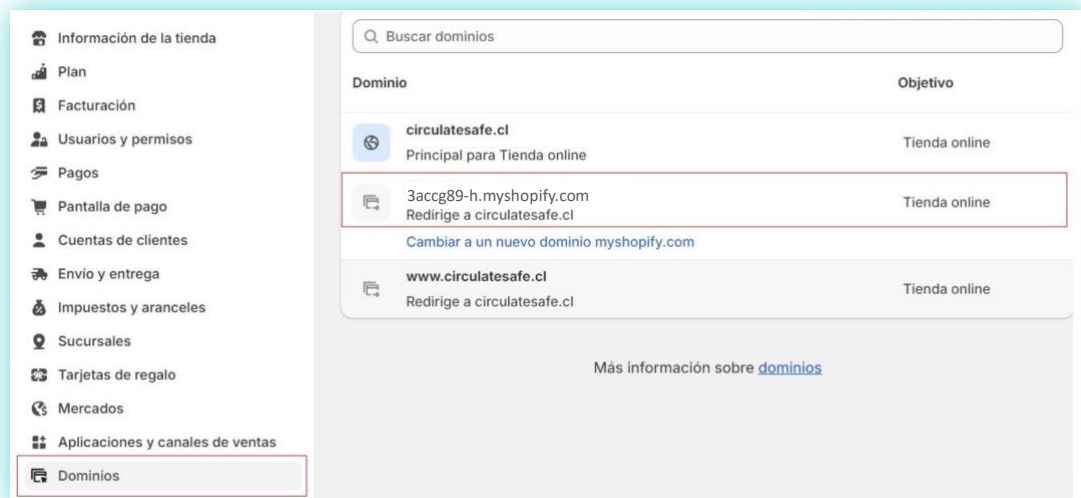 Información de la tienda
Plan
Facturación
Usuarios y permisos
Pagos
Pantalla de pago
Cuentas de clientes
Envío y entrega
Impuestos y aranceles
Sucursales
Tarjetas de regalo
Mercados
Aplicaciones y canales de ventas
Dominios
Buscar dominios
Dominio Objetivo
circulatesafe.cl
Principal para Tienda online
Tienda online
3accg89-h.myshopify.com
Redirige a circulatesafe.cl
Tienda online
Cambiar a un nuevo dominio myshopify.com
www.circulatesafe.cl
Redirige a circulatesafe.cl
Tienda online
Más información sobre dominios